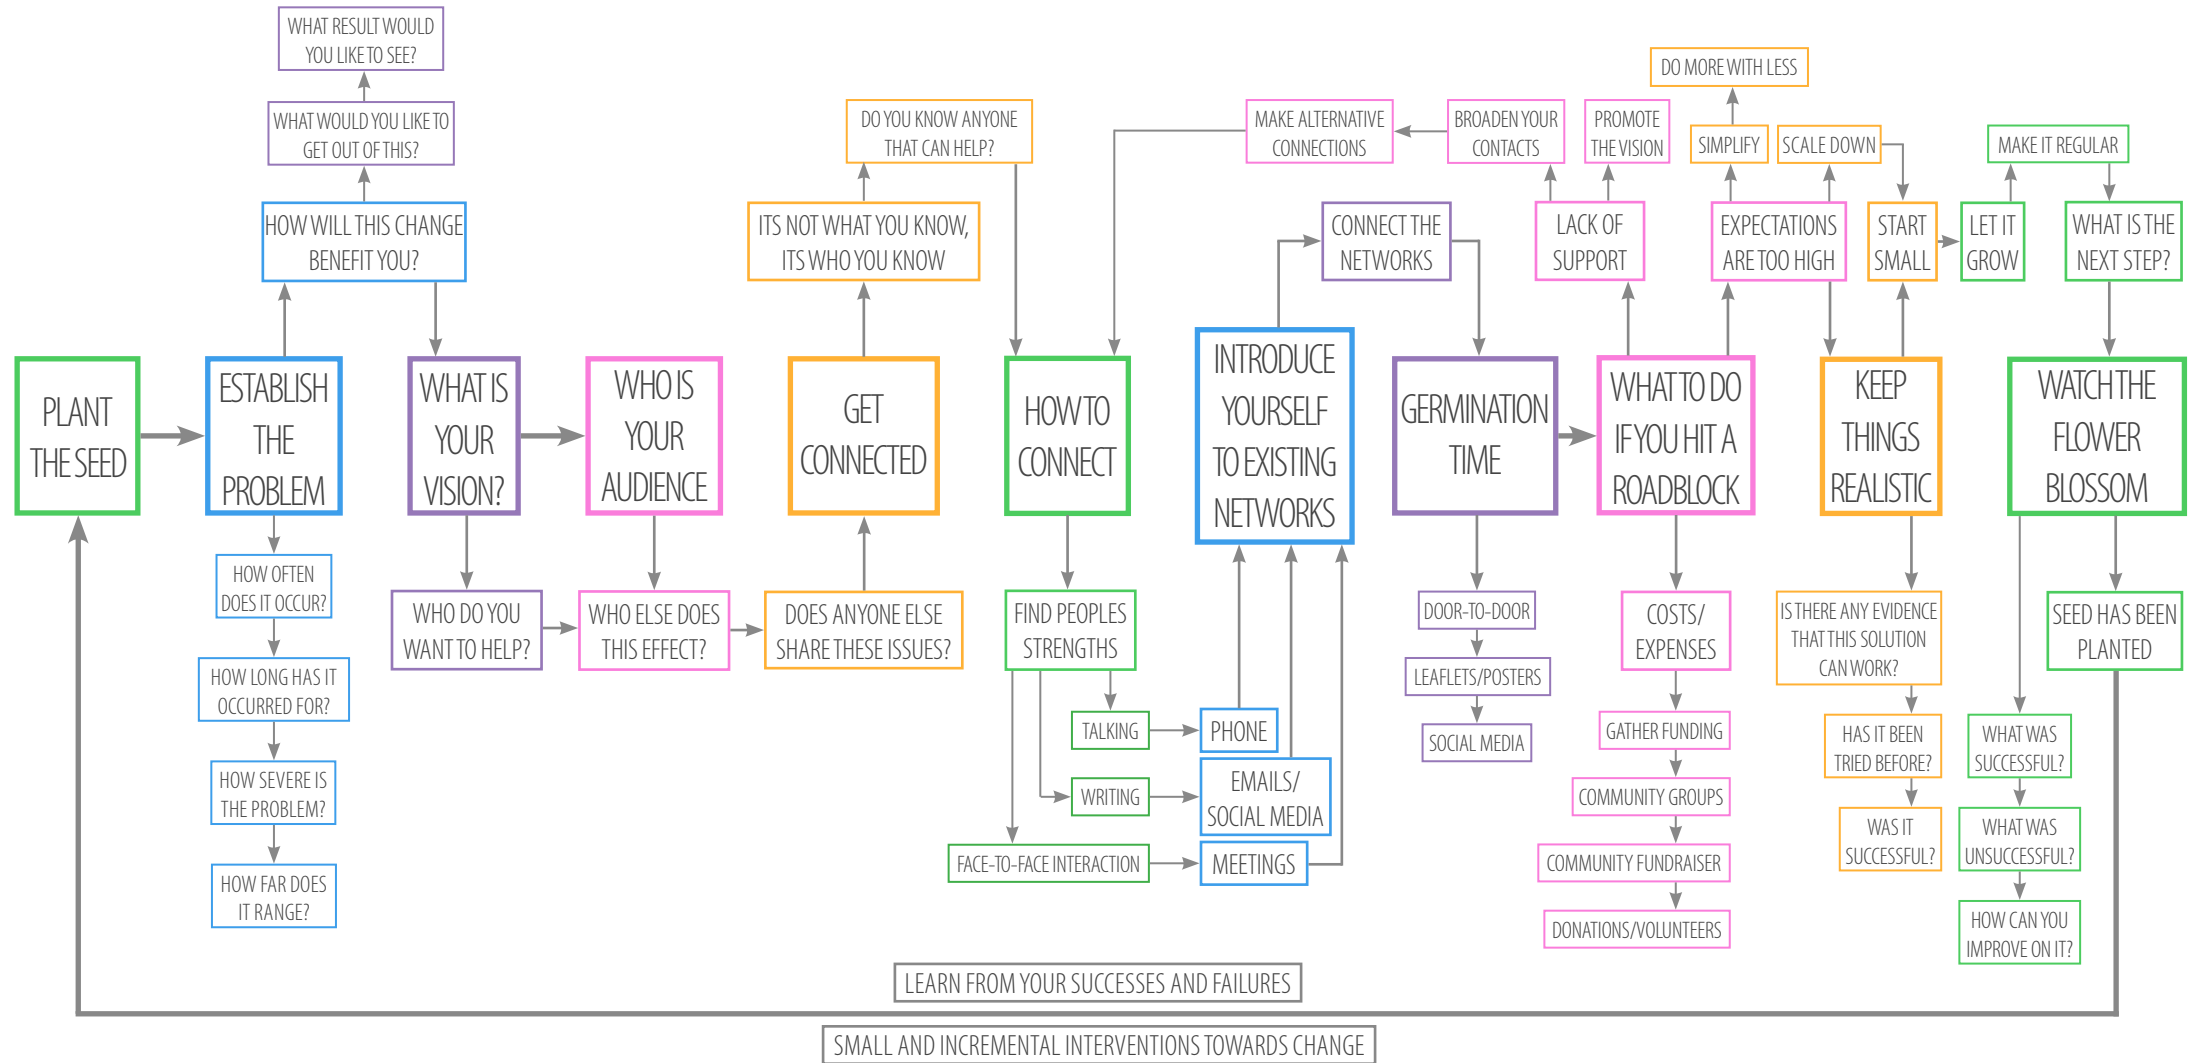 WHAT RESULT WOULD
YOU LIKE TO SEE?
WHAT WOULD YOU LIKE TO
GET OUT OF THIS?
HOW WILL THIS CHANGE
BENEFIT YOU?
PLANT
THE SEED
ESTABLISH
THE
PROBLEM
HOW OFTEN
DOES IT OCCUR?
HOW LONG HAS IT
OCCURRED FOR?
HOW SEVERE IS
THE PROBLEM?
HOW FAR DOES
IT RANGE?
WHAT IS
YOUR
VISION?
WHO DO YOU
WANT TO HELP?
WHO IS
YOUR
AUDIENCE
WHO ELSE DOES
THIS EFFECT?
DOES ANYONE ELSE
SHARE THESE ISSUES?
GET
CONNECTED
ITS NOT WHAT YOU KNOW,
ITS WHO YOU KNOW
DO YOU KNOW ANYONE
THAT CAN HELP?
HOW TO
CONNECT
FIND PEOPLES
STRENGTHS
TALKING
WRITING
FACE-TO-FACE INTERACTION
PHONE
EMAILS/
SOCIAL MEDIA
MEETINGS
INTRODUCE
YOURSELF
TO EXISTING
NETWORKS
CONNECT THE
NETWORKS
GERMINATION
TIME
DOOR-TO-DOOR
LEAFLETS/POSTERS
SOCIAL MEDIA
WHAT TO DO
IF YOU HIT A
ROADBLOCK
LACK OF
SUPPORT
BROADEN YOUR
CONTACTS
MAKE ALTERNATIVE
CONNECTIONS
PROMOTE
THE VISION
EXPECTATIONS
ARE TOO HIGH
SIMPLIFY
DO MORE WITH LESS
SCALE DOWN
COSTS/
EXPENSES
GATHER FUNDING
COMMUNITY GROUPS
COMMUNITY FUNDRAISER
DONATIONS/VOLUNTEERS
KEEP
THINGS
REALISTIC
START
SMALL
LET IT
GROW
MAKE IT REGULAR
WHAT IS THE
NEXT STEP?
IS THERE ANY EVIDENCE
THAT THIS SOLUTION
CAN WORK?
HAS IT BEEN
TRIED BEFORE?
WAS IT
SUCCESSFUL?
WATCH THE
FLOWER
BLOSSOM
SEED HAS BEEN
PLANTED
WHAT WAS
SUCCESSFUL?
WHAT WAS
UNSUCCESSFUL?
HOW CAN YOU
IMPROVE ON IT?
LEARN FROM YOUR SUCCESSES AND FAILURES
SMALL AND INCREMENTAL INTERVENTIONS TOWARDS CHANGE